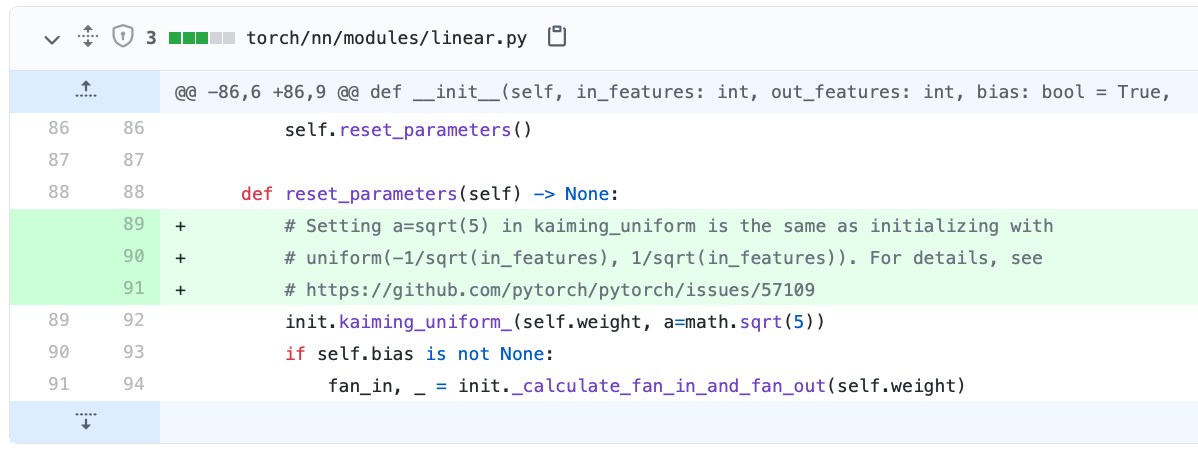 3 torch/nn/modules/linear.py
@@ -86,6 +86,9 @@ def __init__(self, in_features: int, out_features: int, bias: bool = True,
86 86 self.reset_parameters()
87 87
88 88 def reset_parameters(self) -> None:
89 + # Setting a=sqrt(5) in kaiming_uniform is the same as initializing with
90 + # uniform(-1/sqrt(in_features), 1/sqrt(in_features)). For details, see
91 + # https://github.com/pytorch/pytorch/issues/57109
89 92 init.kaiming_uniform_(self.weight, a=math.sqrt(5))
90 93 if self.bias is not None:
91 94 fan_in, _ = init._calculate_fan_in_and_fan_out(self.weight)